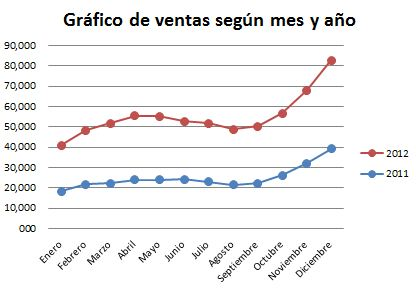 Gráfico de ventas según mes y año
90,000
80,000
70,000
60,000
50,000
40,000
30,000
20,000
10,000
000
Enero
Febrero
Marzo
Abril
Mayo
Junio
Julio
Agosto
Septiembre
Octubre
Noviembre
Diciembre
2012
2011